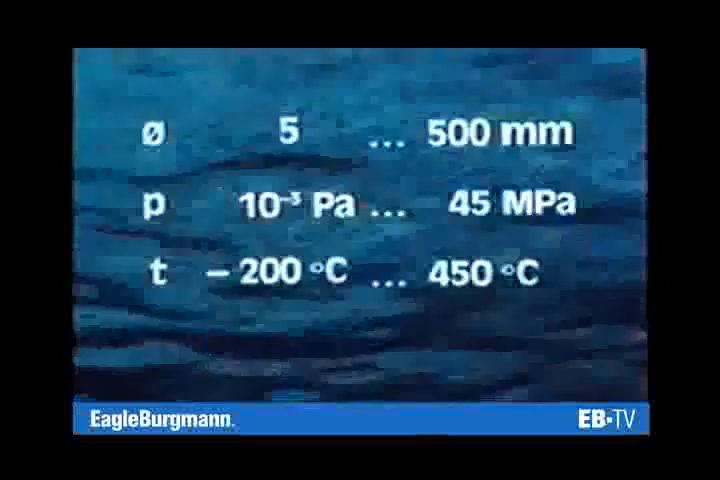 ø 5 ... 500 mm
p 10⁻³ Pa ... 45 MPa
t – 200 °C ... 450 °C
EagleBurgmann. EB·TV